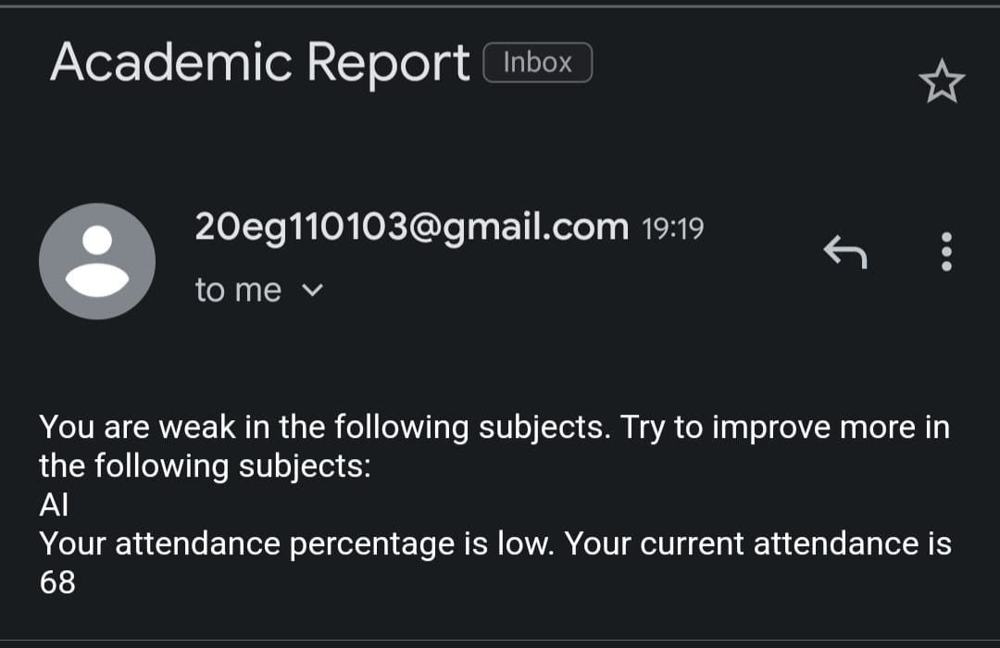 Academic Report Inbox
20eg110103@gmail.com 19:19
to me
You are weak in the following subjects. Try to improve more in
the following subjects:
AI
Your attendance percentage is low. Your current attendance is
68